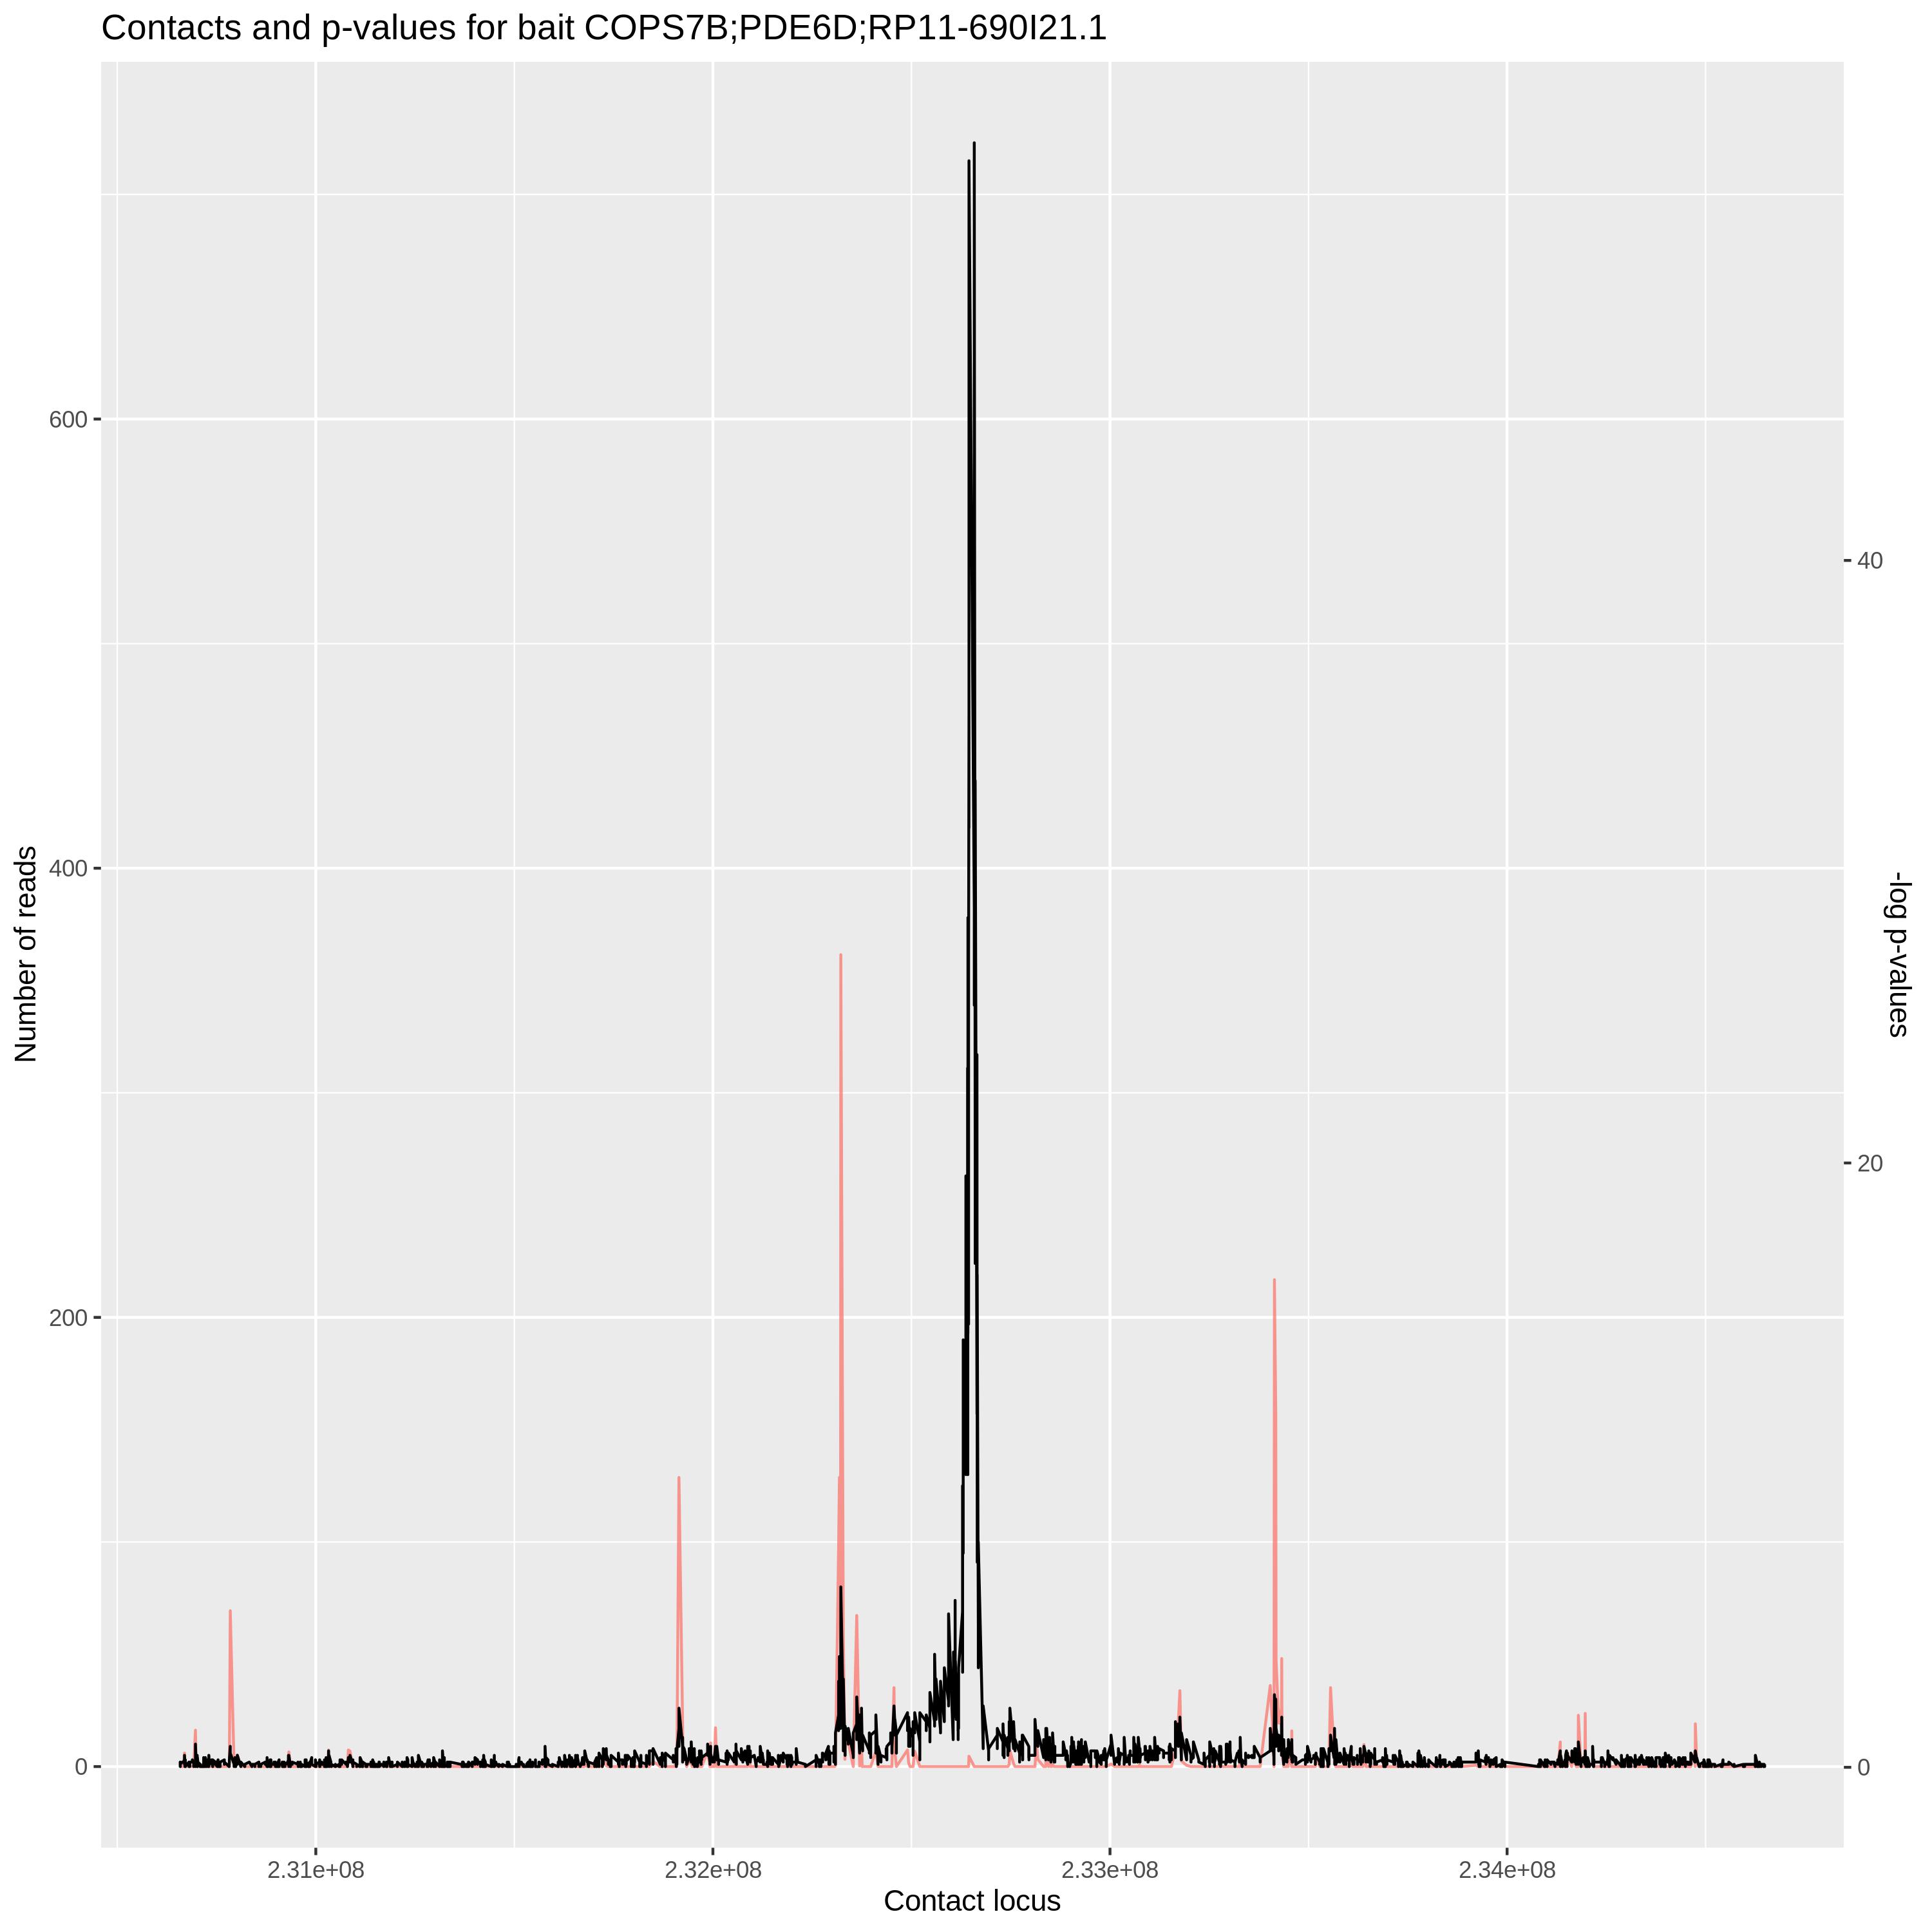 Contacts and p-values for bait COPS7B;PDE6D;RP11-690I21.1
600
400
200
0
Number of reads
40
20
0
-log p-values
2.31e+08
2.32e+08
2.33e+08
2.34e+08
Contact locus